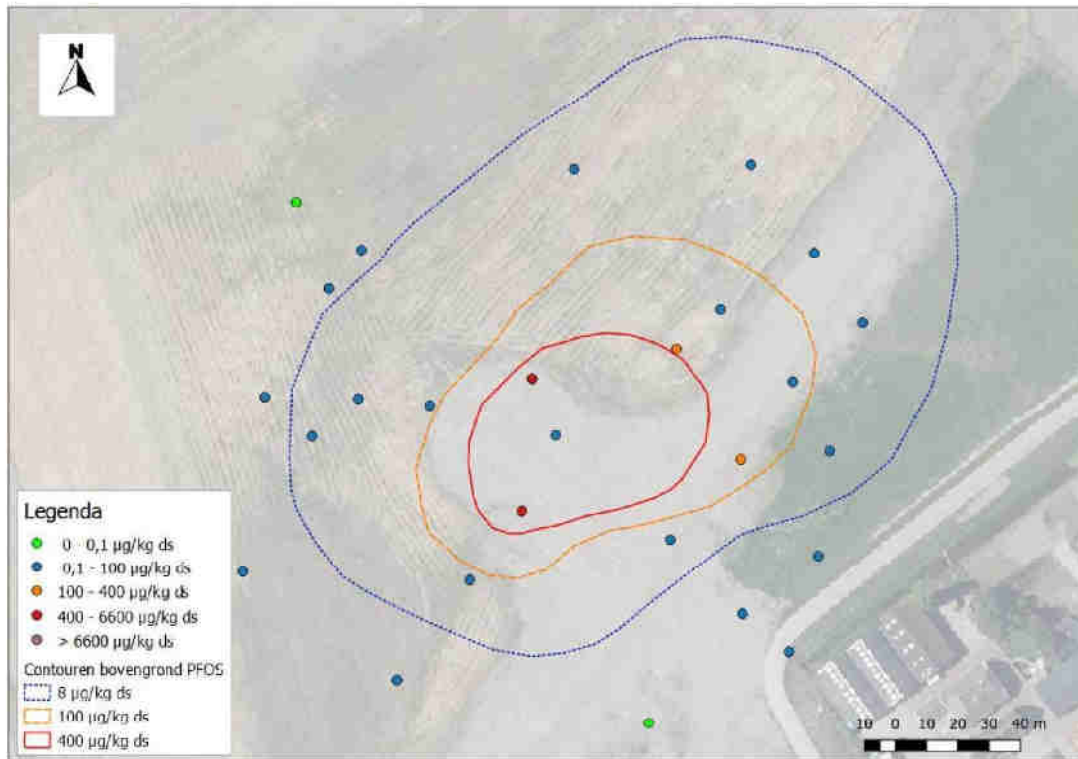 N
Legenda
0 - 0,1 µg/kg ds
0,1 - 100 µg/kg ds
100 - 400 µg/kg ds
400 - 6600 µg/kg ds
> 6600 µg/kg ds
Contouren bovengrond PFOS
8 µg/kg ds
100 µg/kg ds
400 µg/kg ds
10 0 10 20 30 40 m